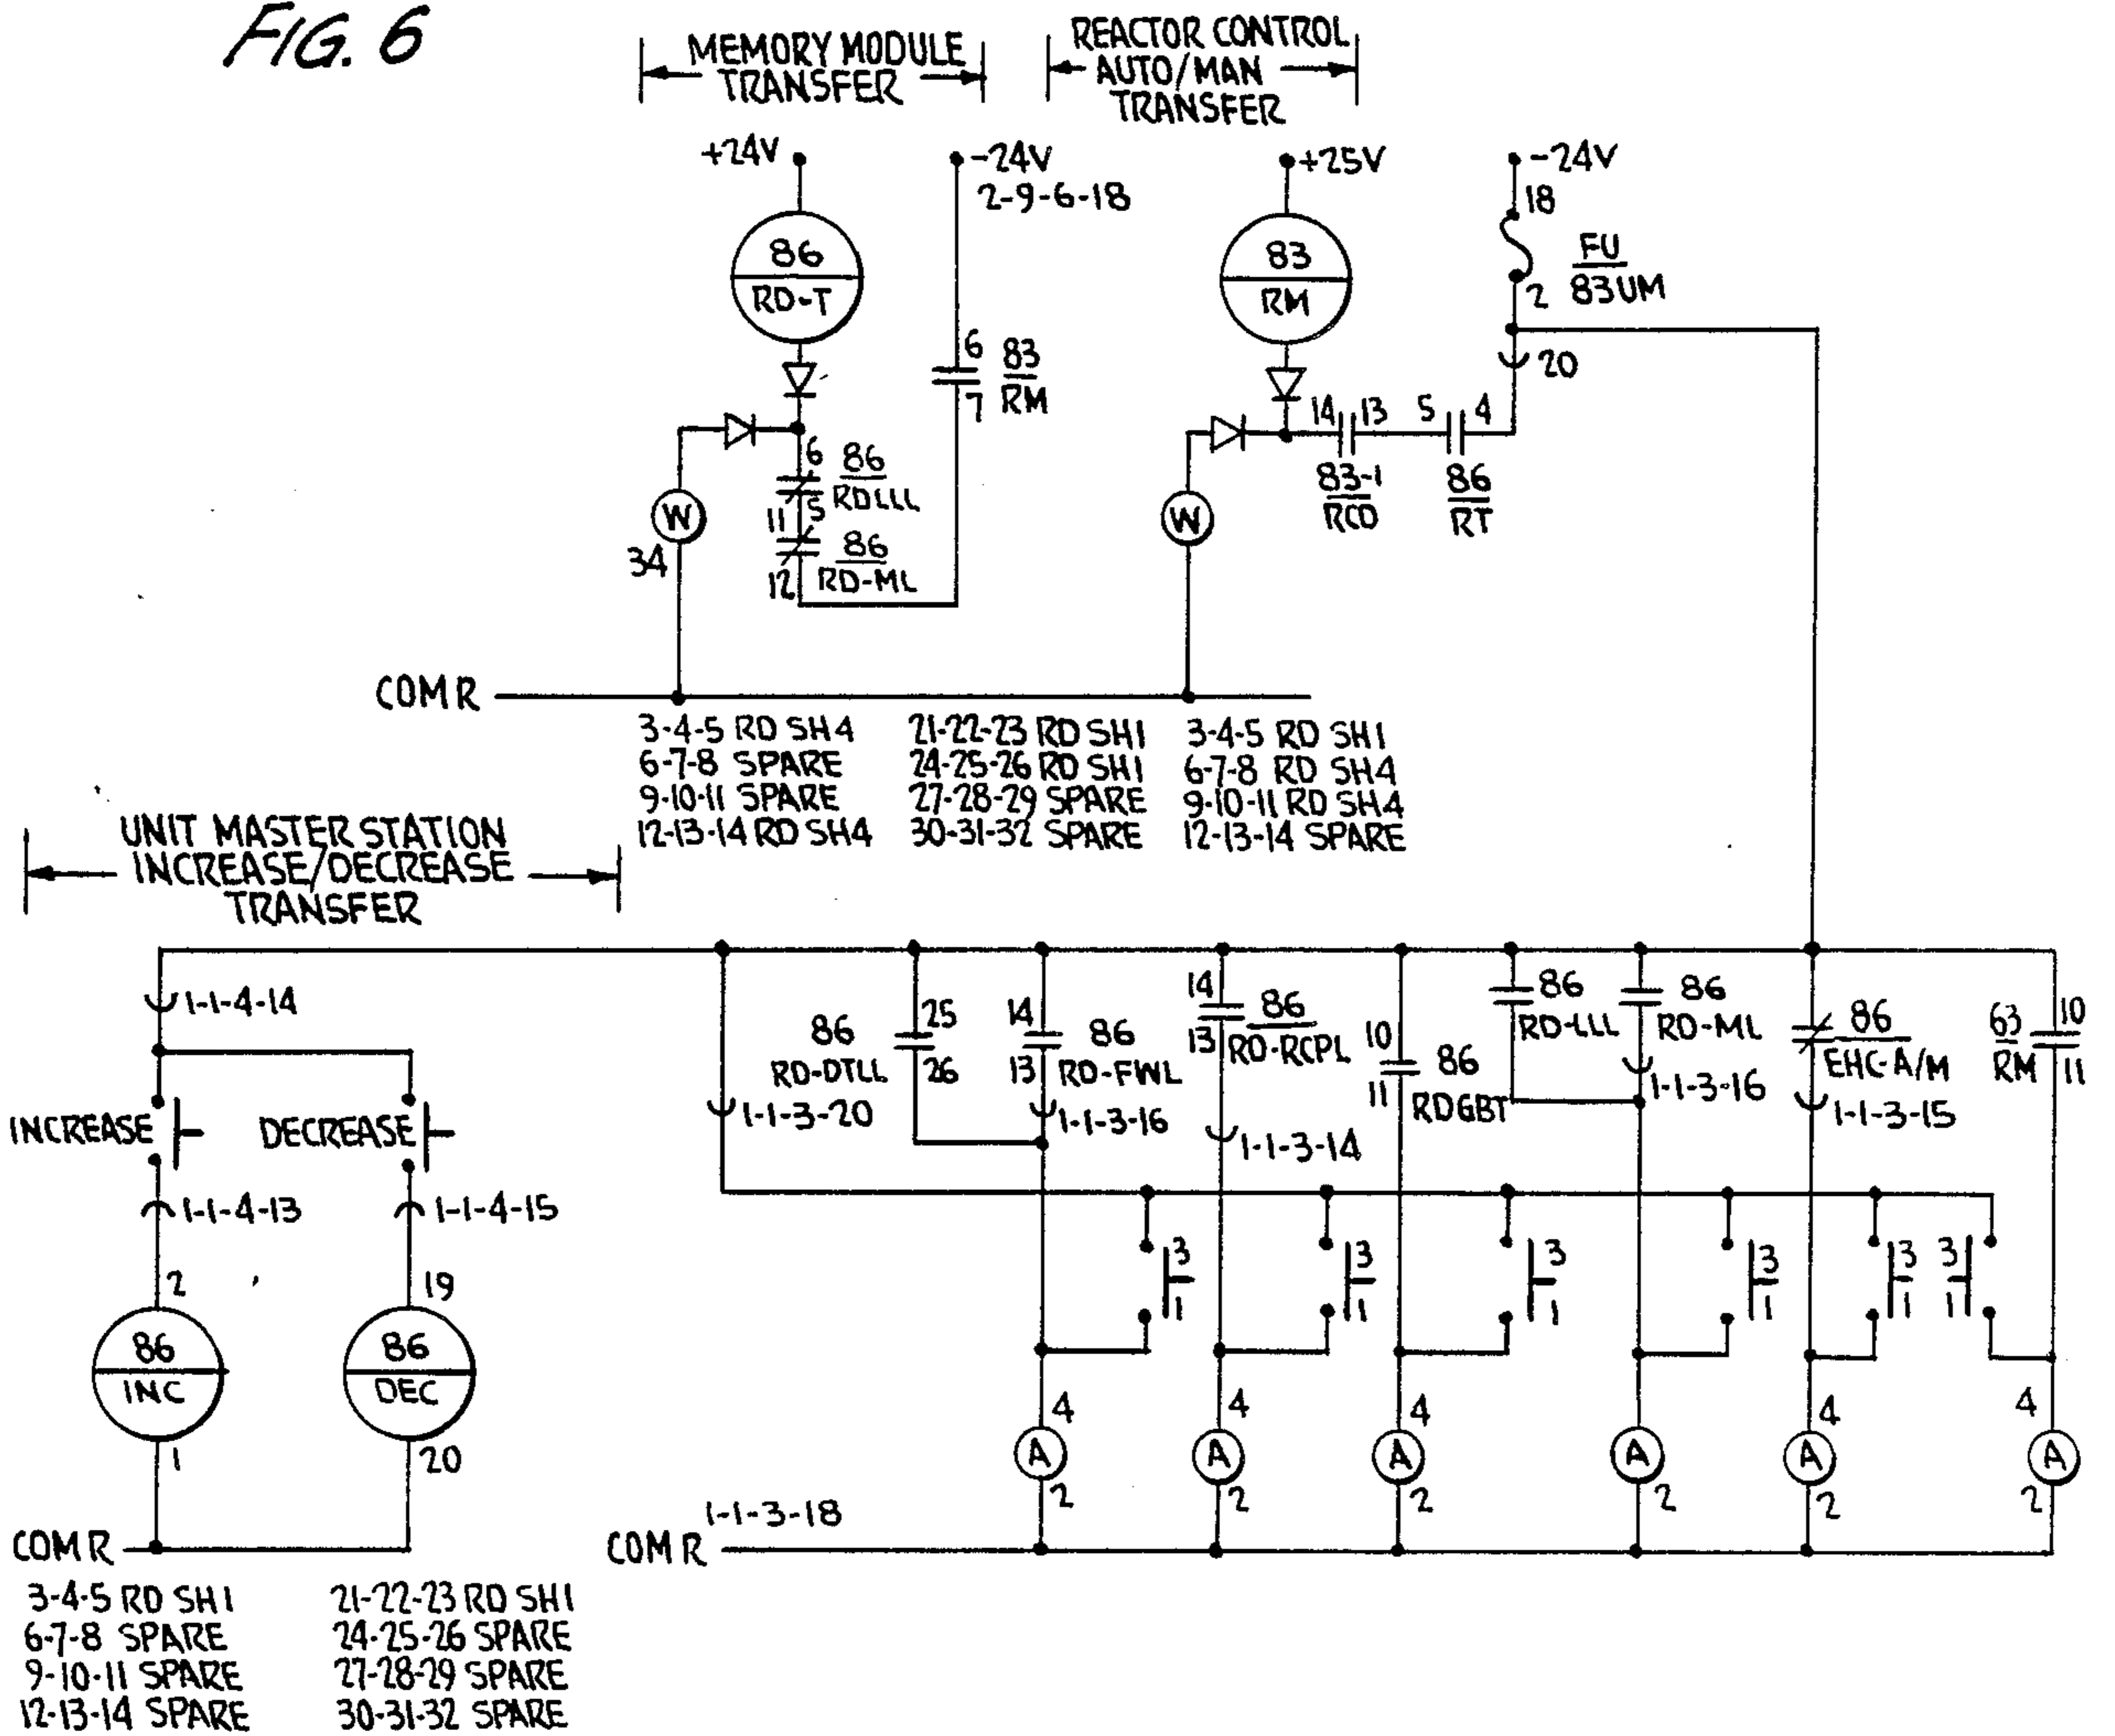 FIG. 6
MEMORY MODULE
TRANSFER
REACTOR CONTROL
AUTO/MAN
TRANSFER
+24V
-24V
2-9-6-18
+25V
-24V
18
86
RD-T
83
RM
FU
83UM
2
20
6
83
RM
7
6
86
RDLLL
5
11
86
RD-ML
12
14
13
5
4
83-1
RCO
86
RT
W
34
W
COM R
3-4-5 RD SH4
6-7-8 SPARE
9-10-11 SPARE
12-13-14 RD SH4
21-22-23 RD SH1
24-25-26 RD SH1
27-28-29 SPARE
30-31-32 SPARE
3-4-5 RD SH1
6-7-8 RD SH4
9-10-11 RD SH4
12-13-14 SPARE
UNIT MASTER STATION
INCREASE/DECREASE
TRANSFER
1-1-4-14
INCREASE
DECREASE
1-1-4-13
1-1-4-15
2
19
86
INC
86
DEC
1
20
COM R
3-4-5 RD SH1
6-7-8 SPARE
9-10-11 SPARE
12-13-14 SPARE
21-22-23 RD SH1
24-25-26 SPARE
27-28-29 SPARE
30-31-32 SPARE
1-1-3-20
86
RD-DTLL
25
26
14
13
86
RD-FWL
1-1-3-16
14
13
86
RD-RCPL
1-1-3-14
10
11
86
RDGBT
86
RD-LLL
86
RD-ML
1-1-3-16
86
EHC-A/M
1-1-3-15
63
RM
10
11
3
1
3
1
3
1
3
1
3
1
3
1
4
A
2
4
A
2
4
A
2
4
A
2
4
A
2
4
A
2
1-1-3-18
COM R